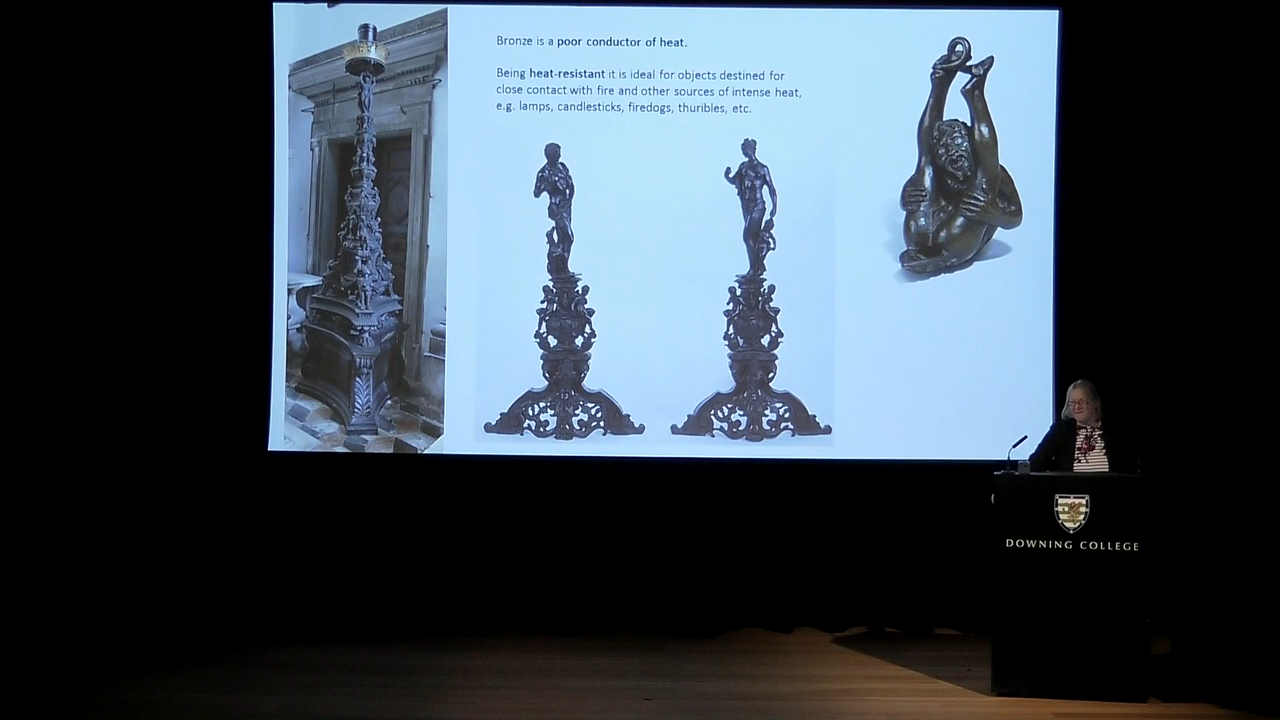 Bronze is a poor conductor of heat.
Being heat-resistant it is ideal for objects destined for
close contact with fire and other sources of intense heat,
e.g. lamps, candlesticks, firedogs, thuribles, etc.
DOWNING COLLEGE